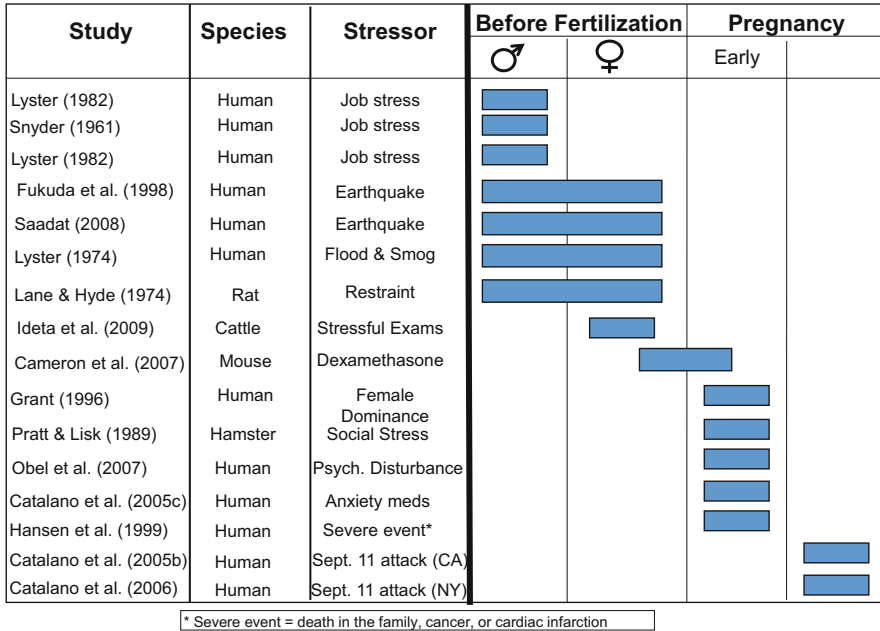 Study Species Stressor Before Fertilization Pregnancy
♂ ♀ Early
Lyster (1982) Human Job stress
Snyder (1961) Human Job stress
Lyster (1982) Human Job stress
Fukuda et al. (1998) Human Earthquake
Saadat (2008) Human Earthquake
Lyster (1974) Human Flood & Smog
Lane & Hyde (1974) Rat Restraint
Ideta et al. (2009) Cattle Stressful Exams
Cameron et al. (2007) Mouse Dexamethasone
Grant (1996) Human Female
Dominance
Pratt & Lisk (1989) Hamster Social Stress
Obel et al. (2007) Human Psych. Disturbance
Catalano et al. (2005c) Human Anxiety meds
Hansen et al. (1999) Human Severe event*
Catalano et al. (2005b) Human Sept. 11 attack (CA)
Catalano et al. (2006) Human Sept. 11 attack (NY)
* Severe event = death in the family, cancer, or cardiac infarction